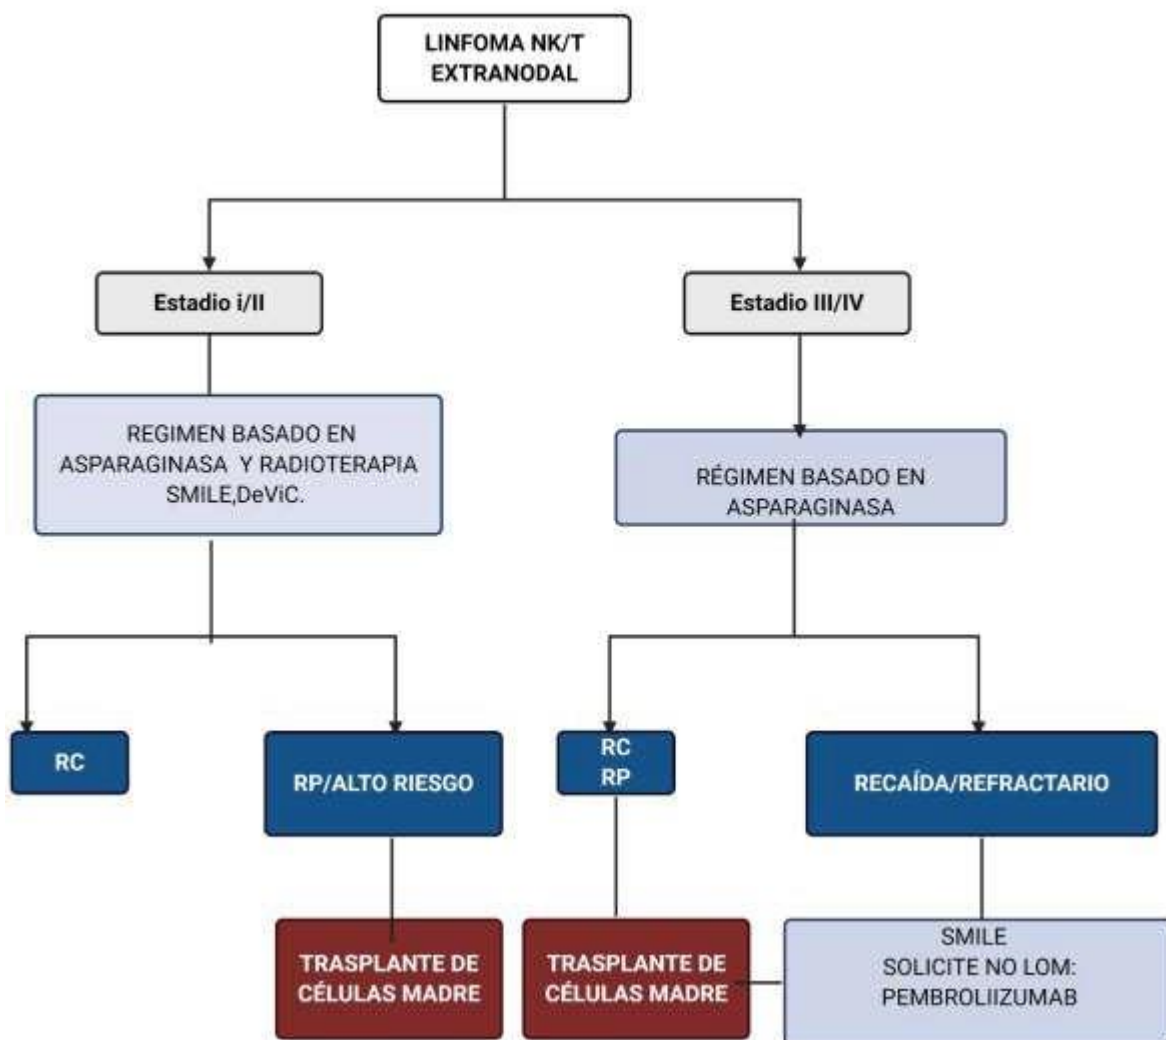 LINFOMA NK/T
EXTRANODAL
Estadio i/II
Estadio III/IV
REGIMEN BASADO EN
ASPARAGINASA Y RADIOTERAPIA
SMILE,DeViC.
RÉGIMEN BASADO EN
ASPARAGINASA
RC
RP/ALTO RIESGO
RC
RP
RECAÍDA/REFRACTARIO
TRASPLANTE DE
CÉLULAS MADRE
TRASPLANTE DE
CÉLULAS MADRE
SMILE
SOLICITE NO LOM:
PEMBROLIIZUMAB